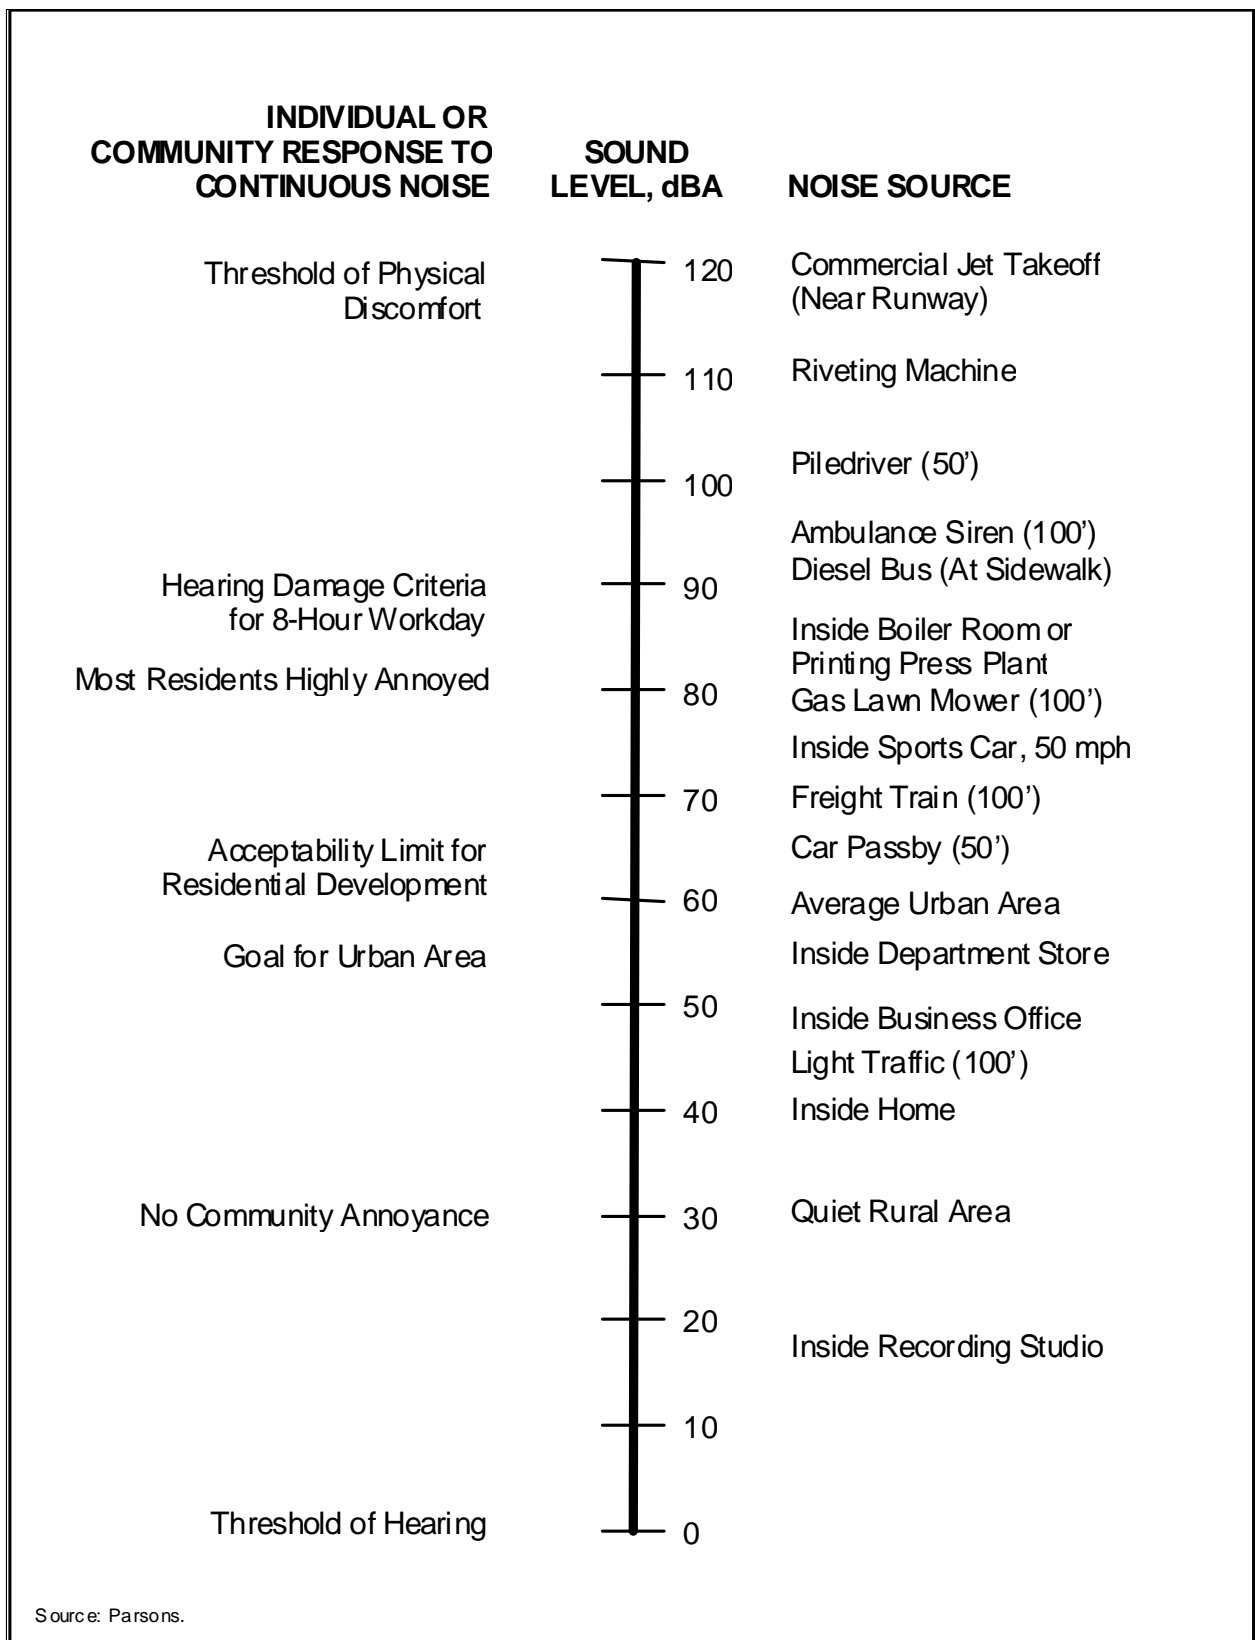 INDIVIDUAL OR
COMMUNITY RESPONSE TO
CONTINUOUS NOISE
SOUND
LEVEL, dBA
NOISE SOURCE
Threshold of Physical
Discomfort
120
Commercial Jet Takeoff
(Near Runway)
110
Riveting Machine
Piledriver (50’)
100
Ambulance Siren (100’)
Diesel Bus (At Sidewalk)
Hearing Damage Criteria
for 8-Hour Workday
90
Inside Boiler Room or
Printing Press Plant
Most Residents Highly Annoyed
80
Gas Lawn Mower (100’)
Inside Sports Car, 50 mph
70
Freight Train (100’)
Acceptability Limit for
Residential Development
Car Passby (50’)
60
Average Urban Area
Goal for Urban Area
Inside Department Store
50
Inside Business Office
Light Traffic (100’)
40
Inside Home
No Community Annoyance
30
Quiet Rural Area
20
Inside Recording Studio
10
Threshold of Hearing
0
Source: Parsons.